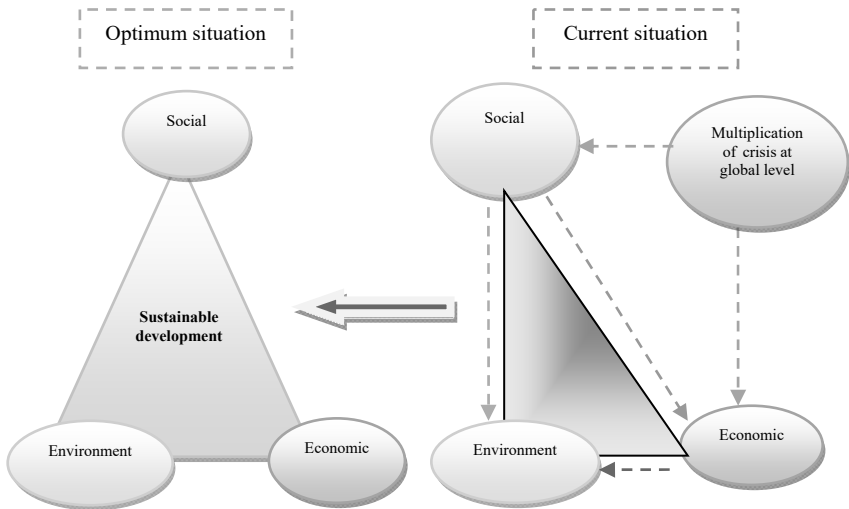 Optimum situation
Current situation
Social
Social
Multiplication
of crisis at
global level
Sustainable
development
Environment
Economic
Environment
Economic